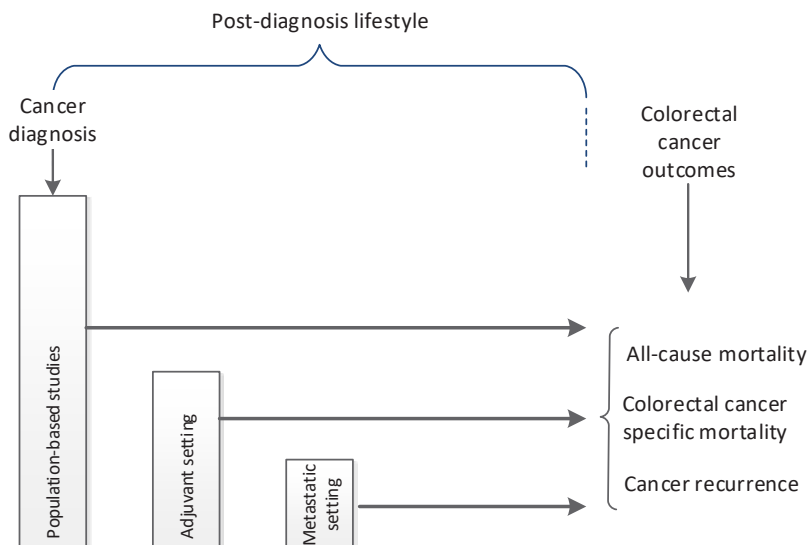 Post-diagnosis lifestyle
Cancer
diagnosis
Colorectal
cancer
outcomes
Population-based studies
Adjuvant setting
Metastatic
setting
All-cause mortality
Colorectal cancer
specific mortality
Cancer recurrence